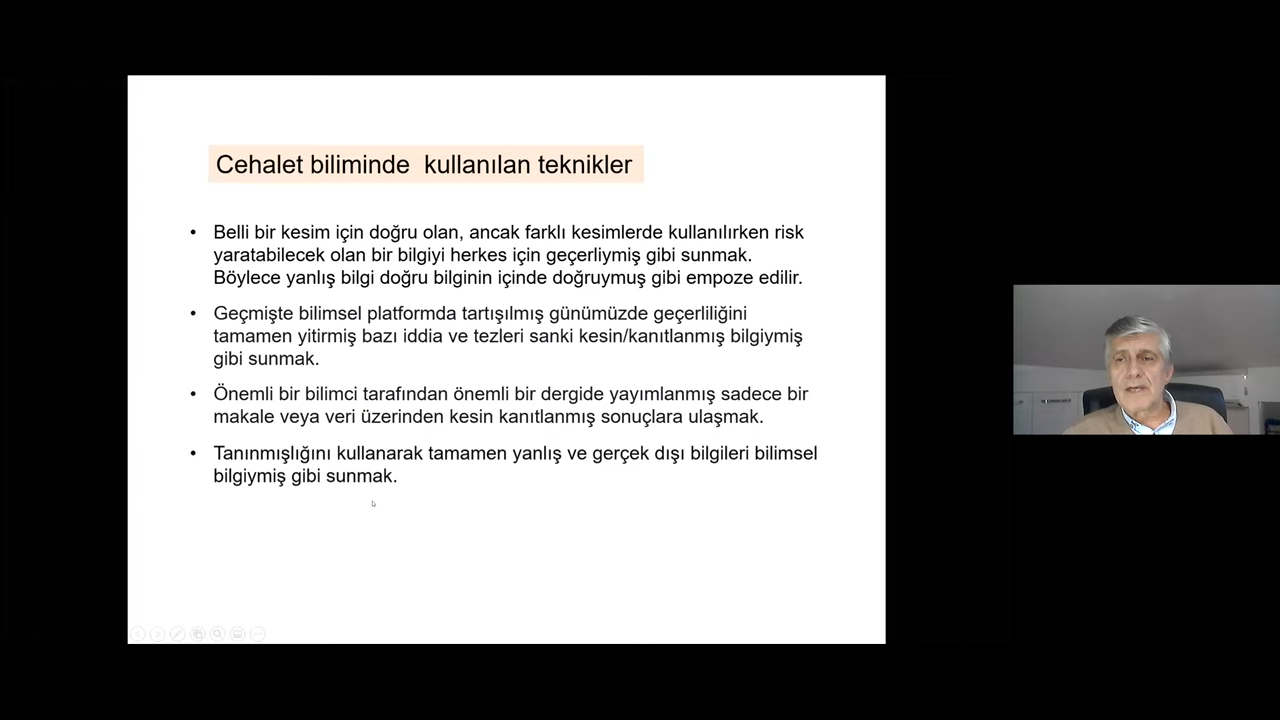 Cehalet biliminde  kullanılan teknikler
• Belli bir kesim için doğru olan, ancak farklı kesimlerde kullanılırken risk
yaratabilecek olan bir bilgiyi herkes için geçerliymiş gibi sunmak.
Böylece yanlış bilgi doğru bilginin içinde doğruymuş gibi empoze edilir.
• Geçmişte bilimsel platformda tartışılmış günümüzde geçerliliğini
tamamen yitirmiş bazı iddia ve tezleri sanki kesin/kanıtlanmış bilgiymiş
gibi sunmak.
• Önemli bir bilimci tarafından önemli bir dergide yayımlanmış sadece bir
makale veya veri üzerinden kesin kanıtlanmış sonuçlara ulaşmak.
• Tanınmışlığını kullanarak tamamen yanlış ve gerçek dışı bilgileri bilimsel
bilgiymiş gibi sunmak.